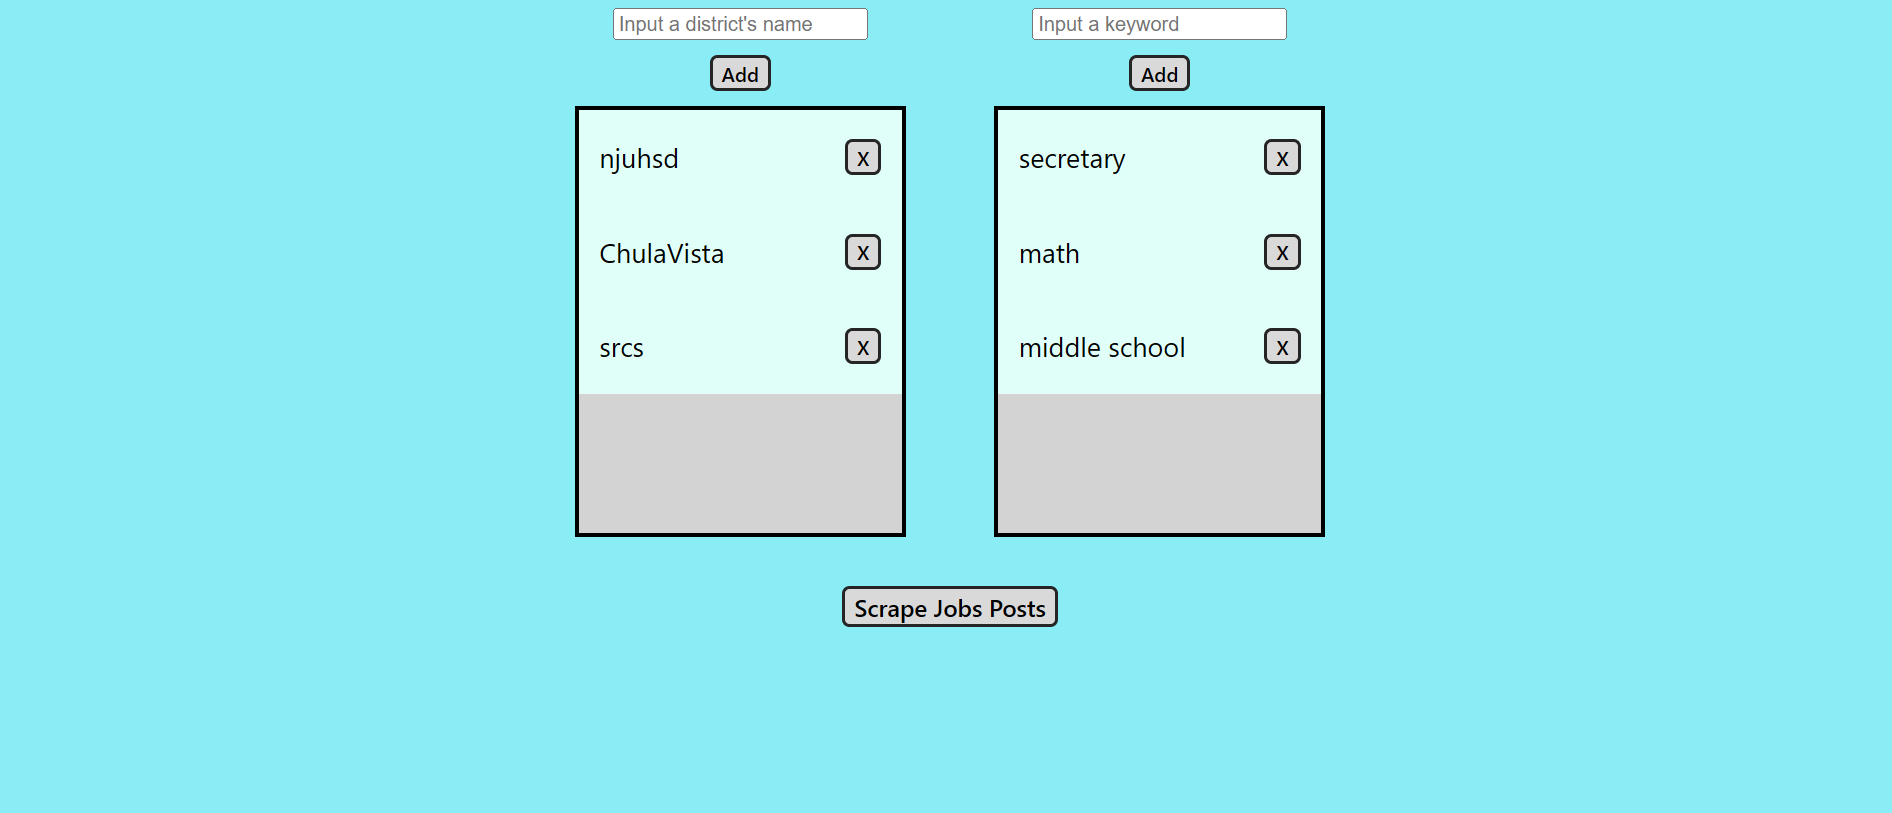 Input a district's name
Add
njuhsd
X
ChulaVista
X
srcs
X
Input a keyword
Add
secretary
X
math
X
middle school
X
Scrape Jobs Posts